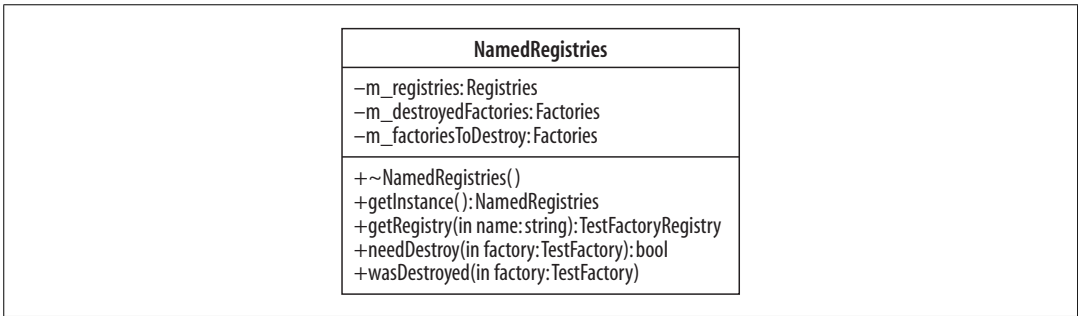 NamedRegistries
–m_registries: Registries
–m_destroyedFactories: Factories
–m_factoriesToDestroy: Factories
+~NamedRegistries()
+getInstance(): NamedRegistries
+getRegistry(in name: string): TestFactoryRegistry
+needDestroy(in factory: TestFactory): bool
+wasDestroyed(in factory: TestFactory)